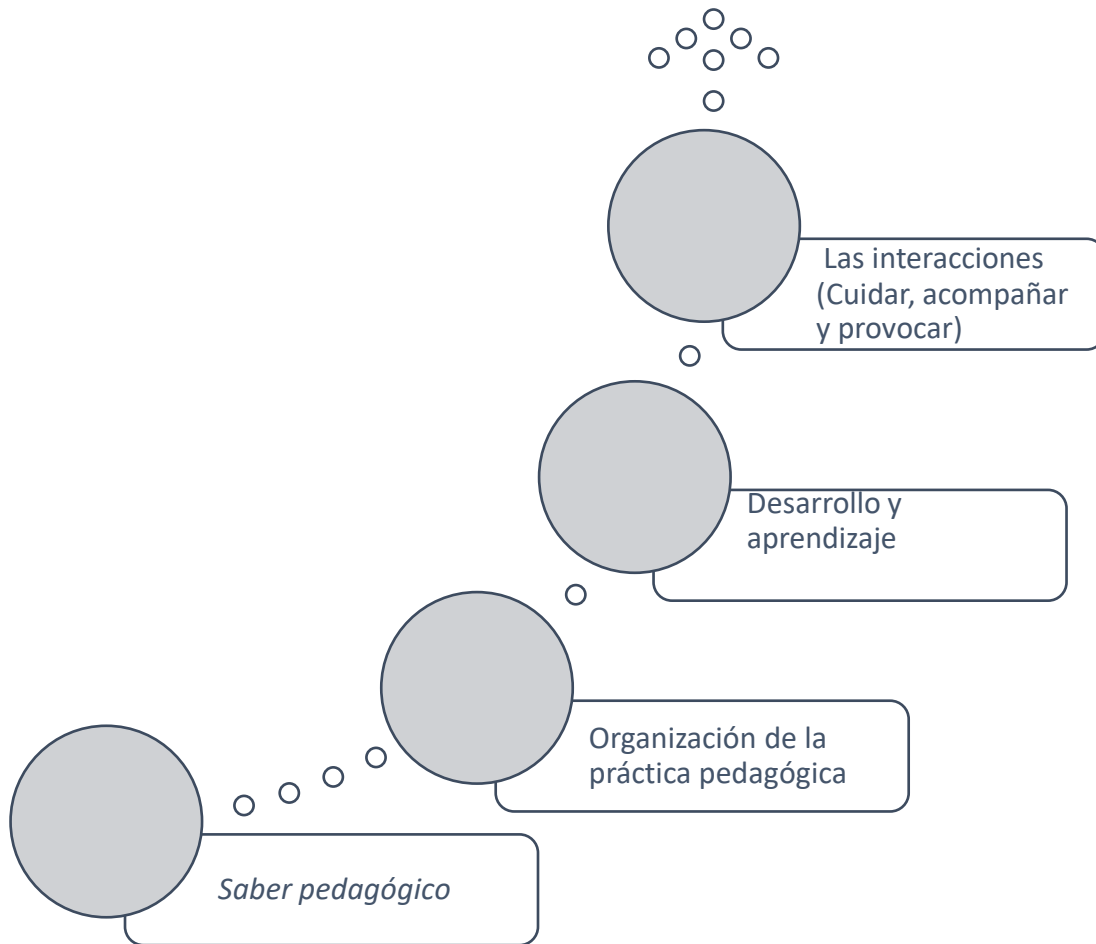 Las interacciones
(Cuidar, acompañar
y provocar)
Desarrollo y
aprendizaje
Organización de la
práctica pedagógica
Saber pedagógico